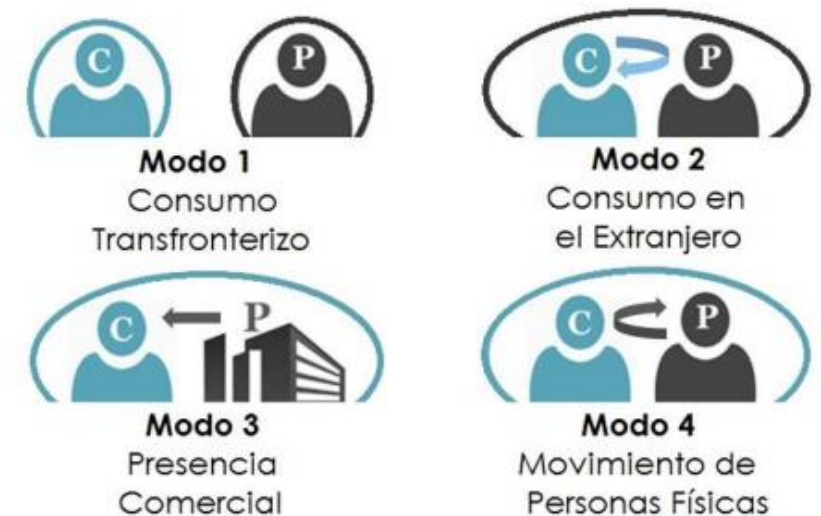 C
P
C
P
Modo 1
Consumo
Transfronterizo
Modo 2
Consumo en
el Extranjero
C
P
C
P
Modo 3
Presencia
Comercial
Modo 4
Movimiento de
Personas Físicas